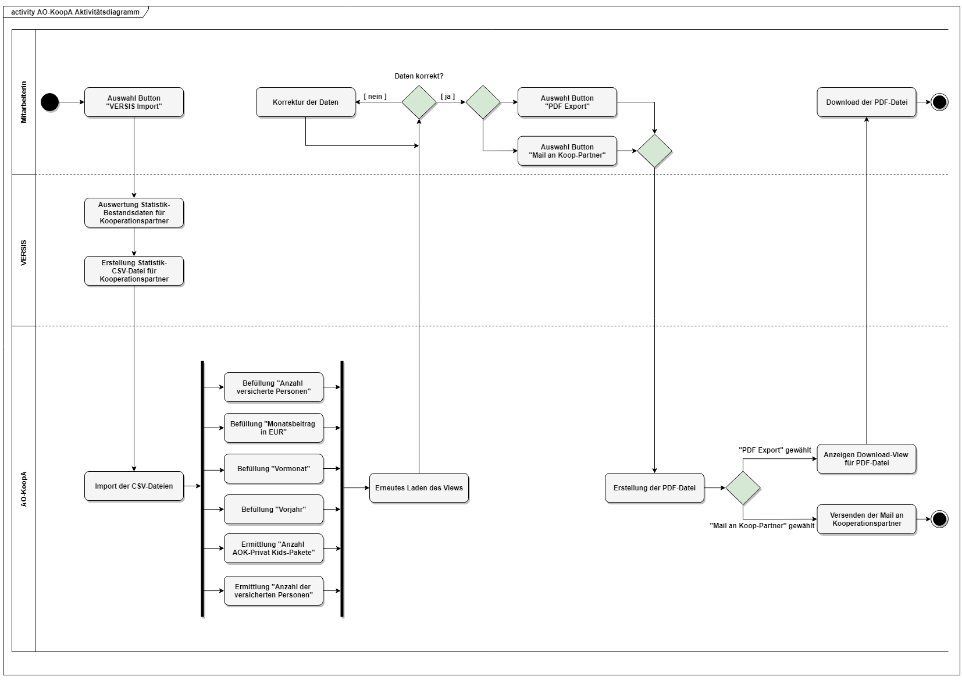 activity AO-KoopA Aktivitätsdiagramm
MitarbeiterIn
Auswahl Button
"VERSIS Import"
Korrektur der Daten
[ nein ]
Daten korrekt?
[ ja ]
Auswahl Button
"PDF Export"
Auswahl Button
"Mail an Koop-Partner"
Download der PDF-Datei
VERSIS
Auswertung Statistik-
Bestandsdaten für
Kooperationspartner
Erstellung Statistik-
CSV-Datei für
Kooperationspartner
AO-KoopA
Import der CSV-Dateien
Befüllung "Anzahl
versicherte Personen"
Befüllung "Monatsbeitrag
in EUR"
Befüllung "Vormonat"
Befüllung "Vorjahr"
Ermittlung "Anzahl
AOK-Privat Kids-Pakete"
Ermittlung "Anzahl der
versicherten Personen"
Erneutes Laden des Views
Erstellung der PDF-Datei
"PDF Export" gewählt
Anzeigen Download-View
für PDF-Datei
"Mail an Koop-Partner" gewählt
Versenden der Mail an
Kooperationspartner